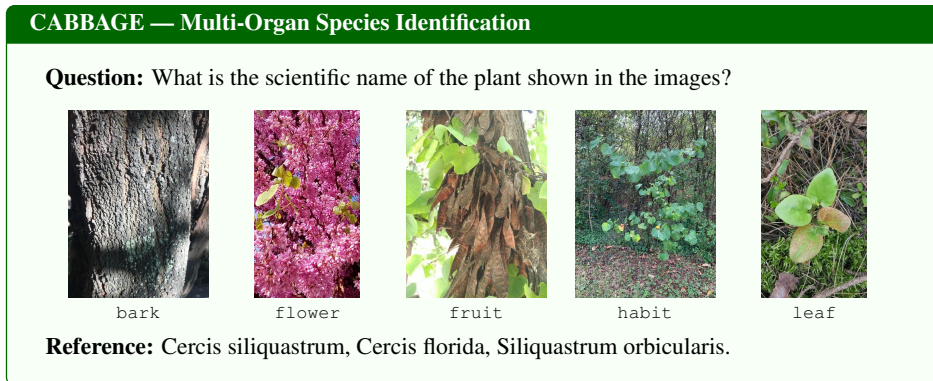 CABBAGE — Multi-Organ Species Identification
Question: What is the scientific name of the plant shown in the images?
bark flower fruit habit leaf
Reference: Cercis siliquastrum, Cercis florida, Siliquastrum orbicularis.